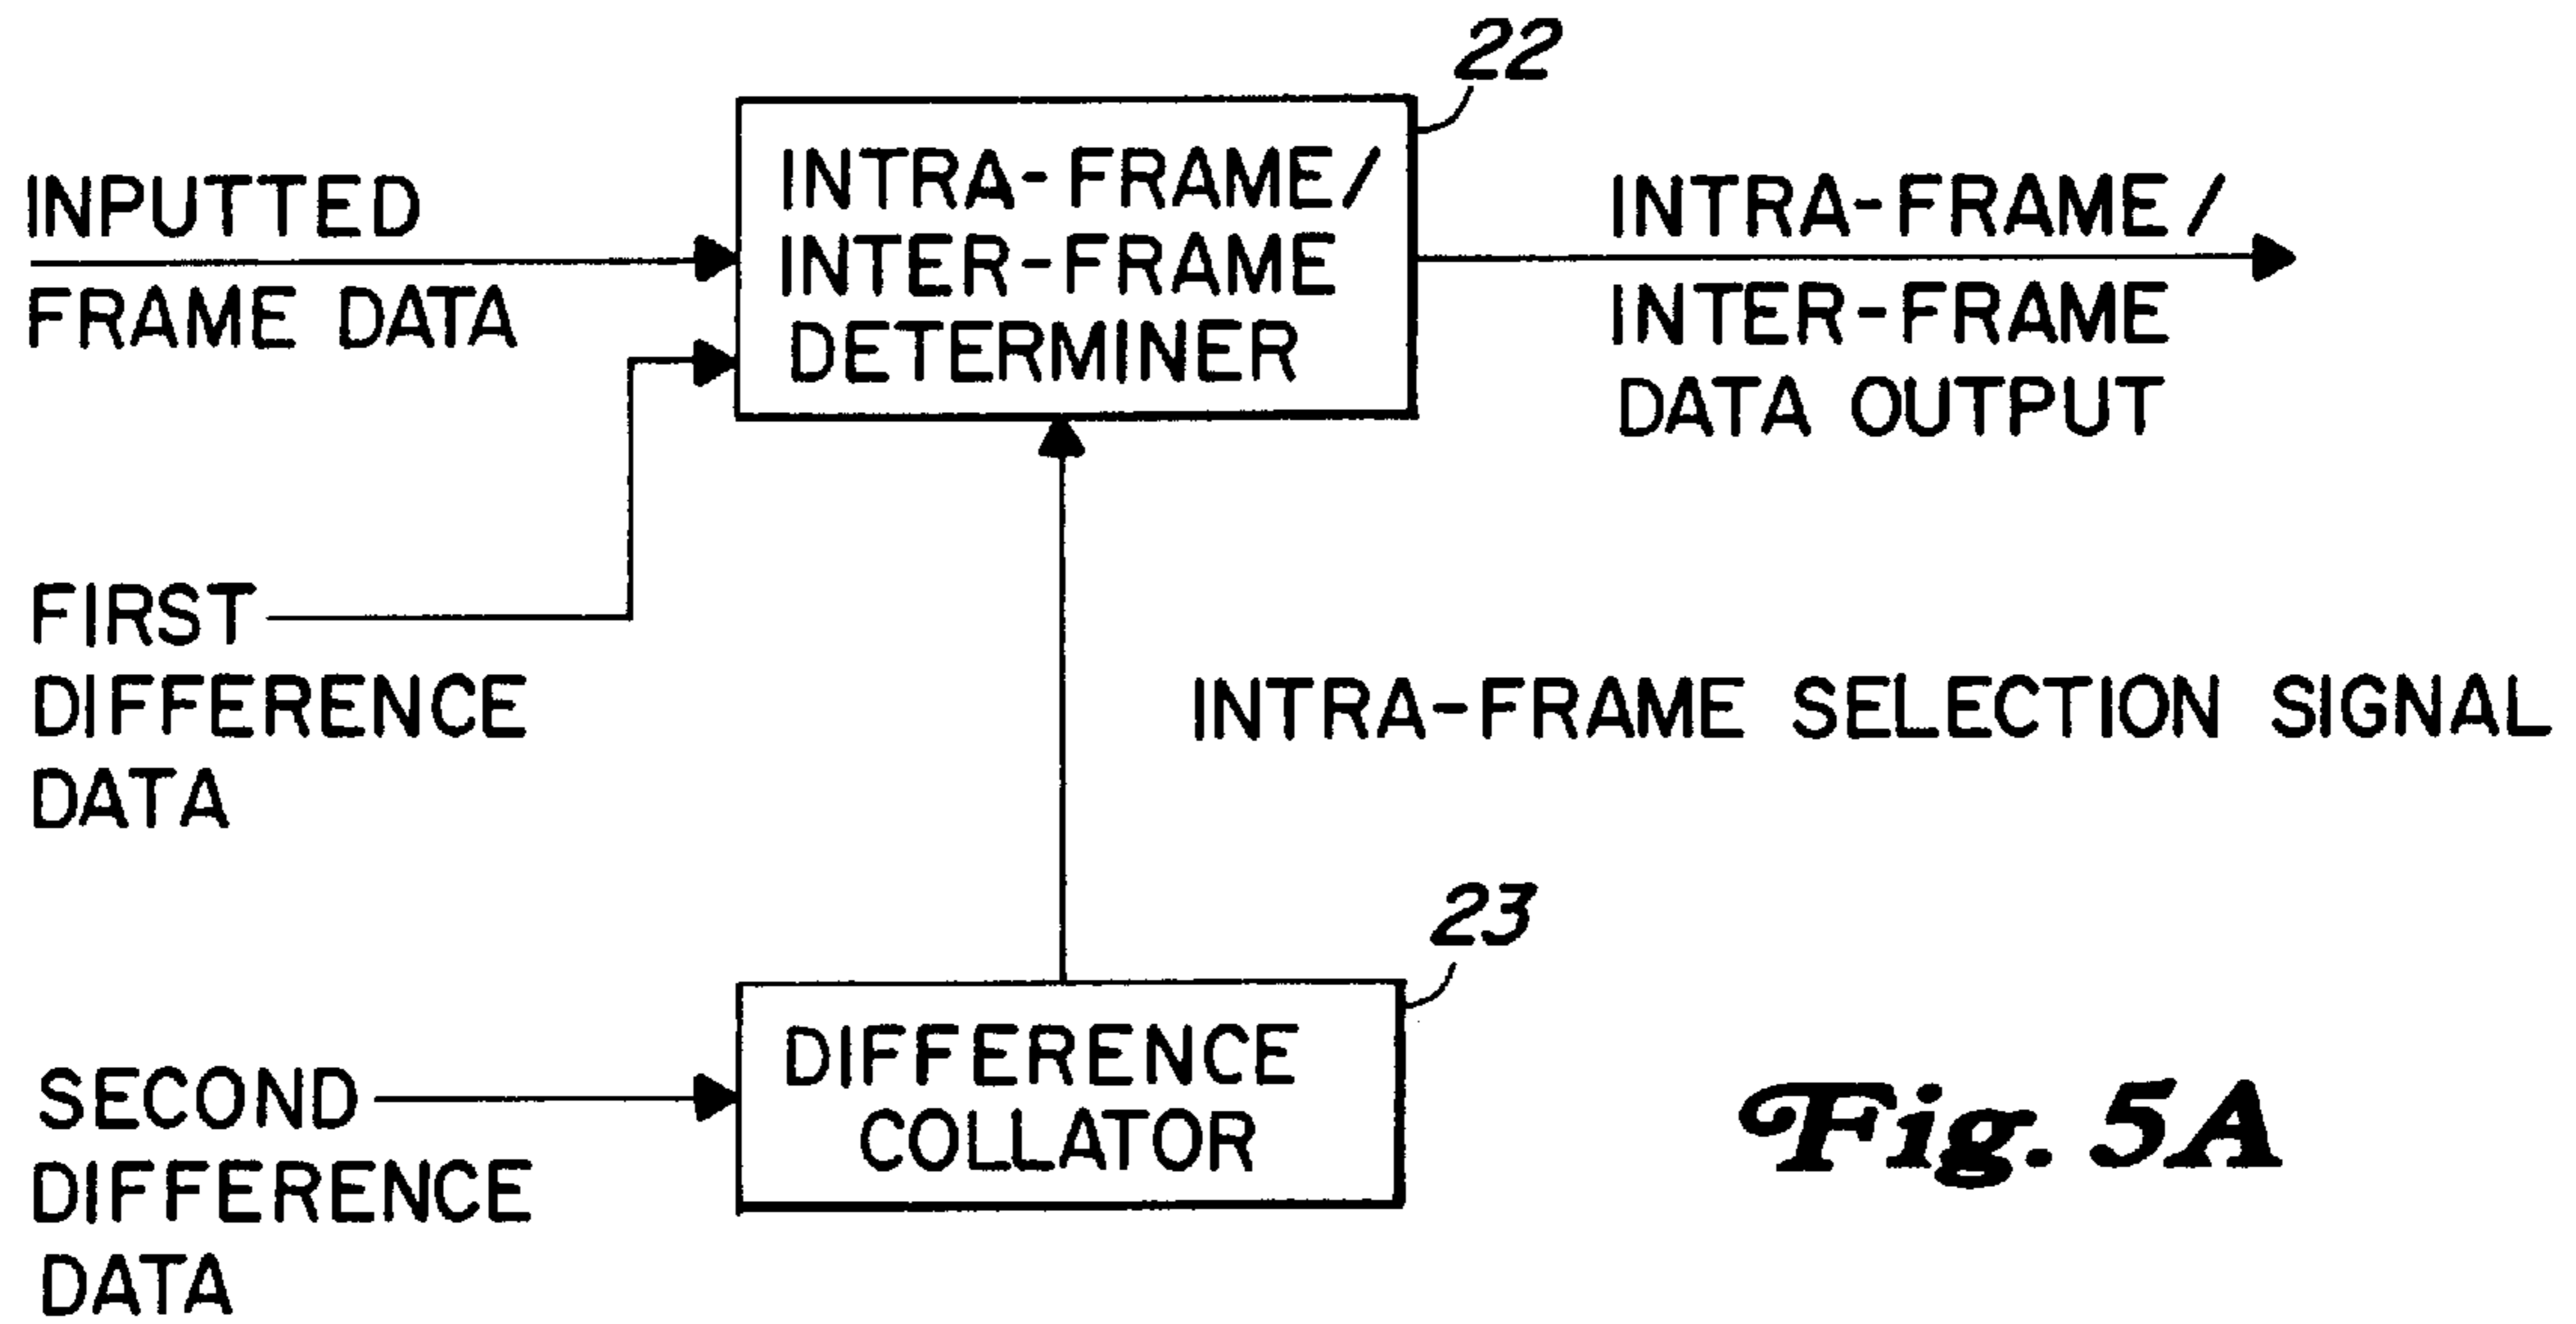 22
INTRA-FRAME/
INTER-FRAME
DETERMINER
INPUTTED
FRAME DATA
INTRA-FRAME/
INTER-FRAME
DATA OUTPUT
FIRST
DIFFERENCE
DATA
INTRA-FRAME SELECTION SIGNAL
23
DIFFERENCE
COLLATOR
SECOND
DIFFERENCE
DATA
Fig. 5A